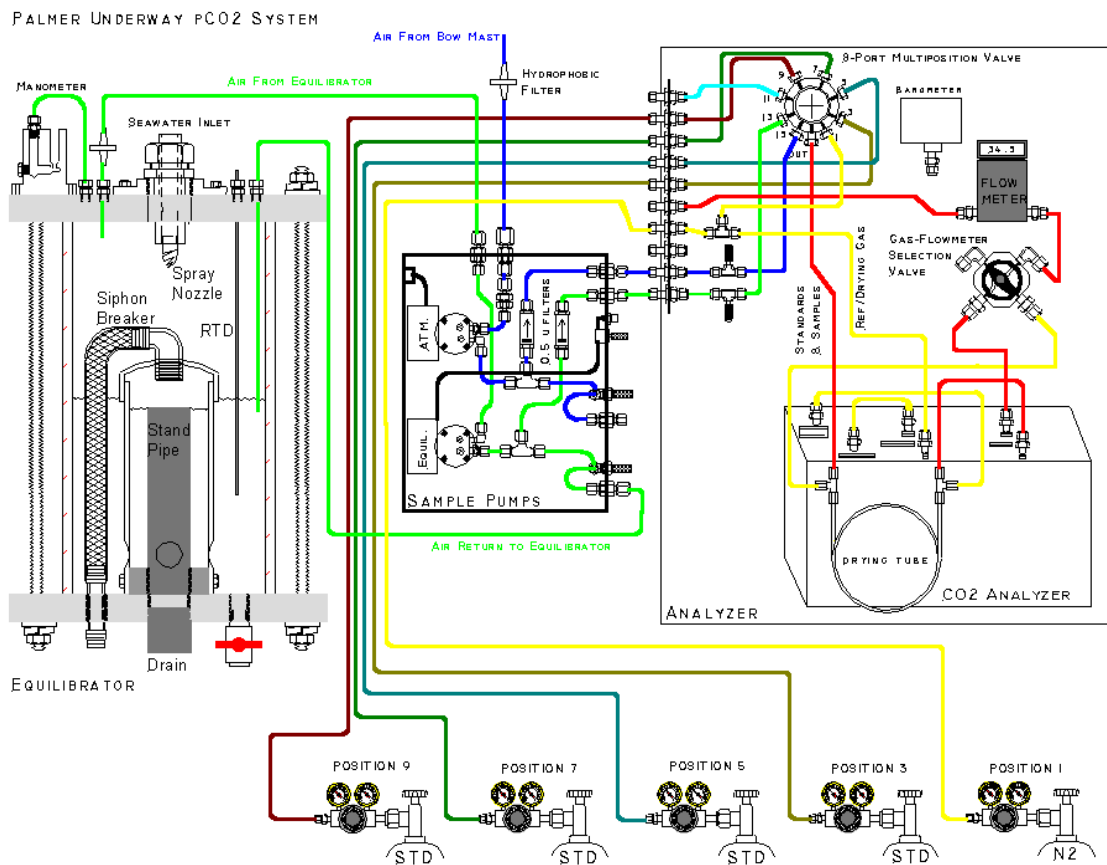 PALMER UNDERWAY PCO2 SYSTEM
AIR FROM BOW MAST
8-PORT MULTIPOSITION VALVE
MANOMETER
AIR FROM EQUILIBRATOR
HYDROPHOBIC
FILTER
BAROMETER
SEAWATER INLET
9
7
5
3
1
11
13
15
OUT
34.5
FLOW
METER
GAS-FLOWMETER
SELECTION
VALVE
Spray
Nozzle
Siphon
Breaker
RTD
ATM.
0.5 U FILTERS
STANDARDS
& SAMPLES
REF/DRYING GAS
Stand
Pipe
EQUIL.
SAMPLE PUMPS
AIR RETURN TO EQUILIBRATOR
DRYING TUBE
CO2 ANALYZER
ANALYZER
Drain
EQUILIBRATOR
POSITION 9
POSITION 7
POSITION 5
POSITION 3
POSITION 1
STD
STD
STD
STD
N2